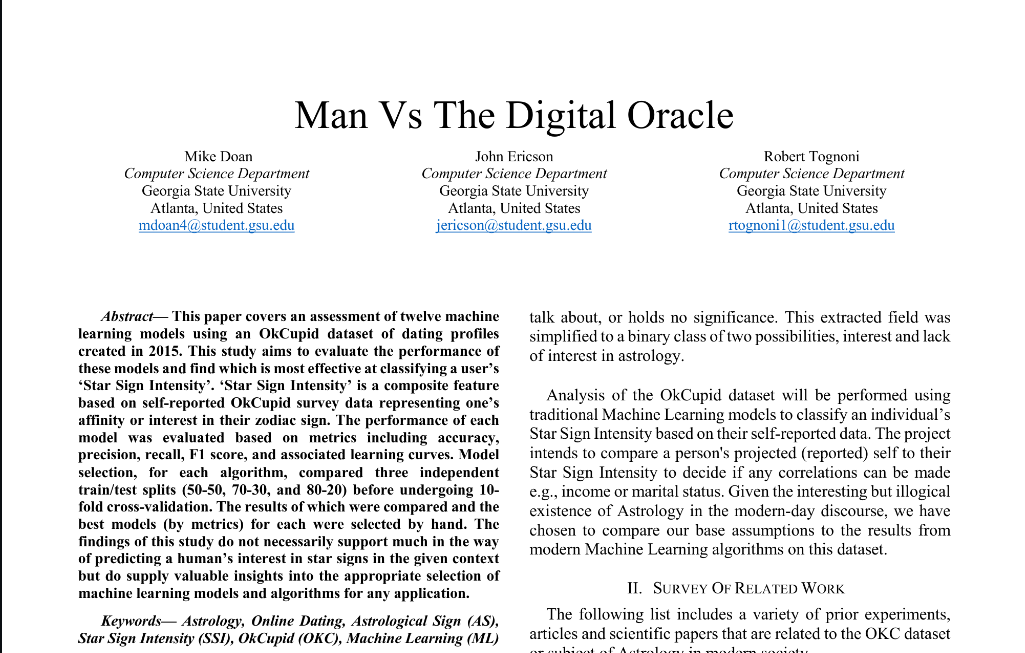 Man Vs The Digital Oracle
Mike Doan
Computer Science Department
Georgia State University
Atlanta, United States
mdoan4@student.gsu.edu
John Ericson
Computer Science Department
Georgia State University
Atlanta, United States
jericson@student.gsu.edu
Robert Tognoni
Computer Science Department
Georgia State University
Atlanta, United States
rtognoni1@student.gsu.edu
Abstract— This paper covers an assessment of twelve machine
learning models using an OkCupid dataset of dating profiles
created in 2015. This study aims to evaluate the performance of
these models and find which is most effective at classifying a user's
'Star Sign Intensity'. 'Star Sign Intensity' is a composite feature
based on self-reported OkCupid survey data representing one's
affinity or interest in their zodiac sign. The performance of each
model was evaluated based on metrics including accuracy,
precision, recall, F1 score, and associated learning curves. Model
selection, for each algorithm, compared three independent
train/test splits (50-50, 70-30, and 80-20) before undergoing 10-
fold cross-validation. The results of which were compared and the
best models (by metrics) for each were selected by hand. The
findings of this study do not necessarily support much in the way
of predicting a human's interest in star signs in the given context
but do supply valuable insights into the appropriate selection of
machine learning models and algorithms for any application.
Keywords— Astrology, Online Dating, Astrological Sign (AS),
Star Sign Intensity (SSI), OkCupid (OKC), Machine Learning (ML)
talk about, or holds no significance. This extracted field was
simplified to a binary class of two possibilities, interest and lack
of interest in astrology.
Analysis of the OkCupid dataset will be performed using
traditional Machine Learning models to classify an individual's
Star Sign Intensity based on their self-reported data. The project
intends to compare a person's projected (reported) self to their
Star Sign Intensity to decide if any correlations can be made
e.g., income or marital status. Given the interesting but illogical
existence of Astrology in the modern-day discourse, we have
chosen to compare our base assumptions to the results from
modern Machine Learning algorithms on this dataset.
II. SURVEY OF RELATED WORK
The following list includes a variety of prior experiments,
articles and scientific papers that are related to the OKC dataset
or subject of Astrology in modern society.